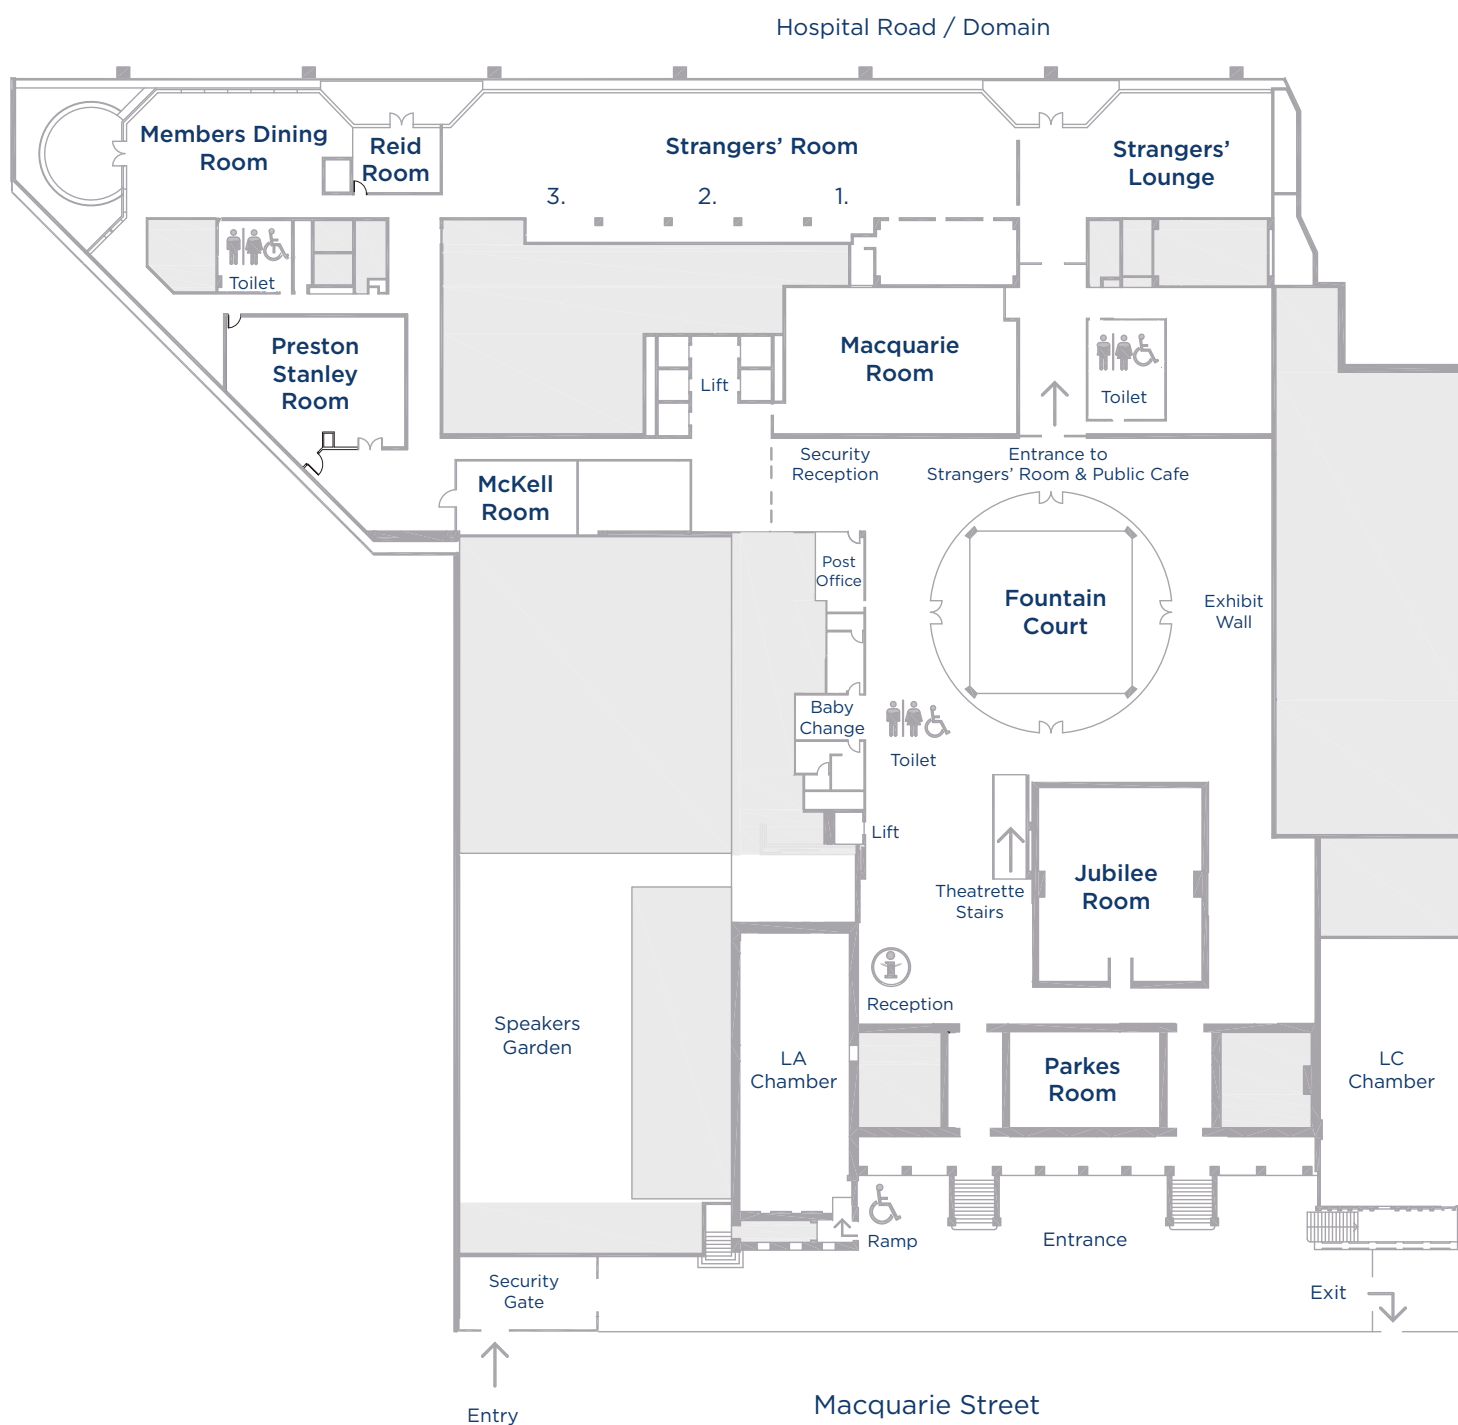 Hospital Road / Domain
Members Dining
Room
Reid
Room
Strangers’ Room
Strangers’
Lounge
3.
2.
1.
Toilet
Preston
Stanley
Room
Lift
Macquarie
Room
Toilet
Security
Reception
Entrance to
Strangers’ Room & Public Cafe
McKell
Room
Post
Office
Fountain
Court
Exhibit
Wall
Baby
Change
Toilet
Lift
Theatrette
Stairs
Jubilee
Room
Reception
Speakers
Garden
LA
Chamber
Parkes
Room
LC
Chamber
Ramp
Entrance
Security
Gate
Exit
Entry
Macquarie Street